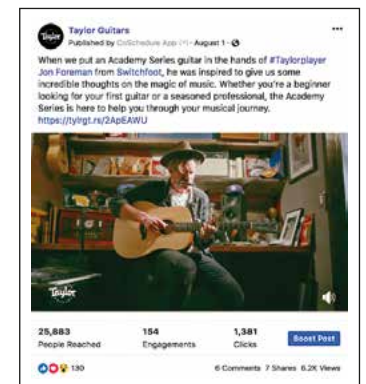 Taylor Guitars
Published by CoSchedule App · August 1 ·
When we put an Academy Series guitar in the hands of #Taylorplayer
Jon Foreman from Switchfoot, he was inspired to give us some
incredible thoughts on the magic of music. Whether you're a beginner
looking for your first guitar or a seasoned professional, the Academy
Series is here to help you through your musical journey.
https://tylrgt.rs/2ApEAWU
Taylor
25,883 154 1,381 Boost Post
People Reached Engagements Clicks
130 6 Comments 7 Shares 6.2K Views